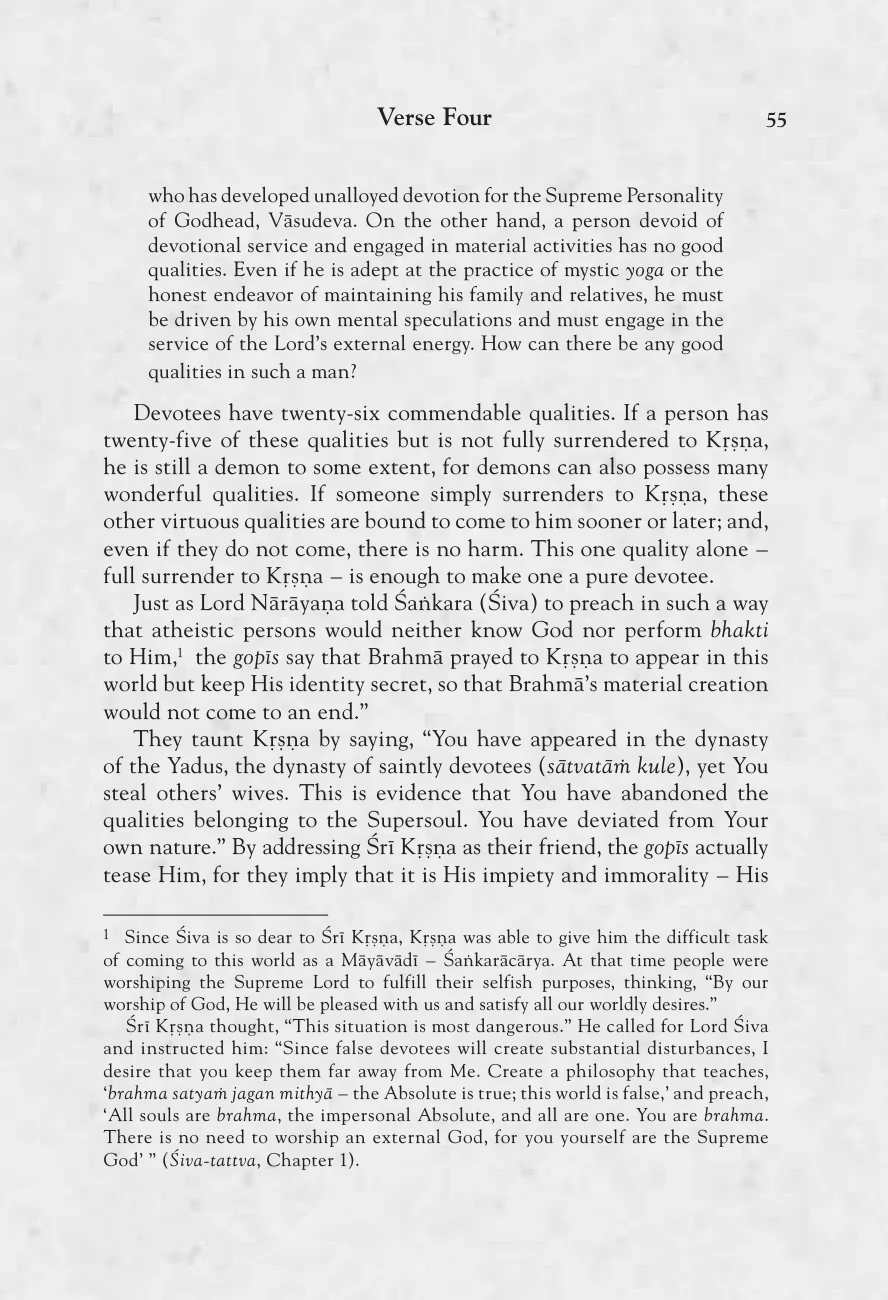 Verse Four 55
who has developed unalloyed devotion for the Supreme Personality
of Godhead, Vāsudeva. On the other hand, a person devoid of
devotional service and engaged in material activities has no good
qualities. Even if he is adept at the practice of mystic yoga or the
honest endeavor of maintaining his family and relatives, he must
be driven by his own mental speculations and must engage in the
service of the Lord's external energy. How can there be any good
qualities in such a man?
Devotees have twenty-six commendable qualities. If a person has
twenty-five of these qualities but is not fully surrendered to Kṛṣṇa,
he is still a demon to some extent, for demons can also possess many
wonderful qualities. If someone simply surrenders to Kṛṣṇa, these
other virtuous qualities are bound to come to him sooner or later; and,
even if they do not come, there is no harm. This one quality alone –
full surrender to Kṛṣṇa – is enough to make one a pure devotee.
Just as Lord Nārāyaṇa told Śaṅkara (Śiva) to preach in such a way
that atheistic persons would neither know God nor perform bhakti
to Him,¹ the gopīs say that Brahmā prayed to Kṛṣṇa to appear in this
world but keep His identity secret, so that Brahmā's material creation
would not come to an end.”
They taunt Kṛṣṇa by saying, “You have appeared in the dynasty
of the Yadus, the dynasty of saintly devotees (sātvatāṁ kule), yet You
steal others' wives. This is evidence that You have abandoned the
qualities belonging to the Supersoul. You have deviated from Your
own nature.” By addressing Śrī Kṛṣṇa as their friend, the gopīs actually
tease Him, for they imply that it is His impiety and immorality – His
1 Since Śiva is so dear to Śrī Kṛṣṇa, Kṛṣṇa was able to give him the difficult task
of coming to this world as a Māyāvādī – Śaṅkarācārya. At that time people were
worshiping the Supreme Lord to fulfill their selfish purposes, thinking, “By our
worship of God, He will be pleased with us and satisfy all our worldly desires.”
Śrī Kṛṣṇa thought, “This situation is most dangerous.” He called for Lord Śiva
and instructed him: “Since false devotees will create substantial disturbances, I
desire that you keep them far away from Me. Create a philosophy that teaches,
‘brahma satyaṁ jagan mithyā – the Absolute is true; this world is false,’ and preach,
‘All souls are brahma, the impersonal Absolute, and all are one. You are brahma.
There is no need to worship an external God, for you yourself are the Supreme
God’ ” (Śiva-tattva, Chapter 1).